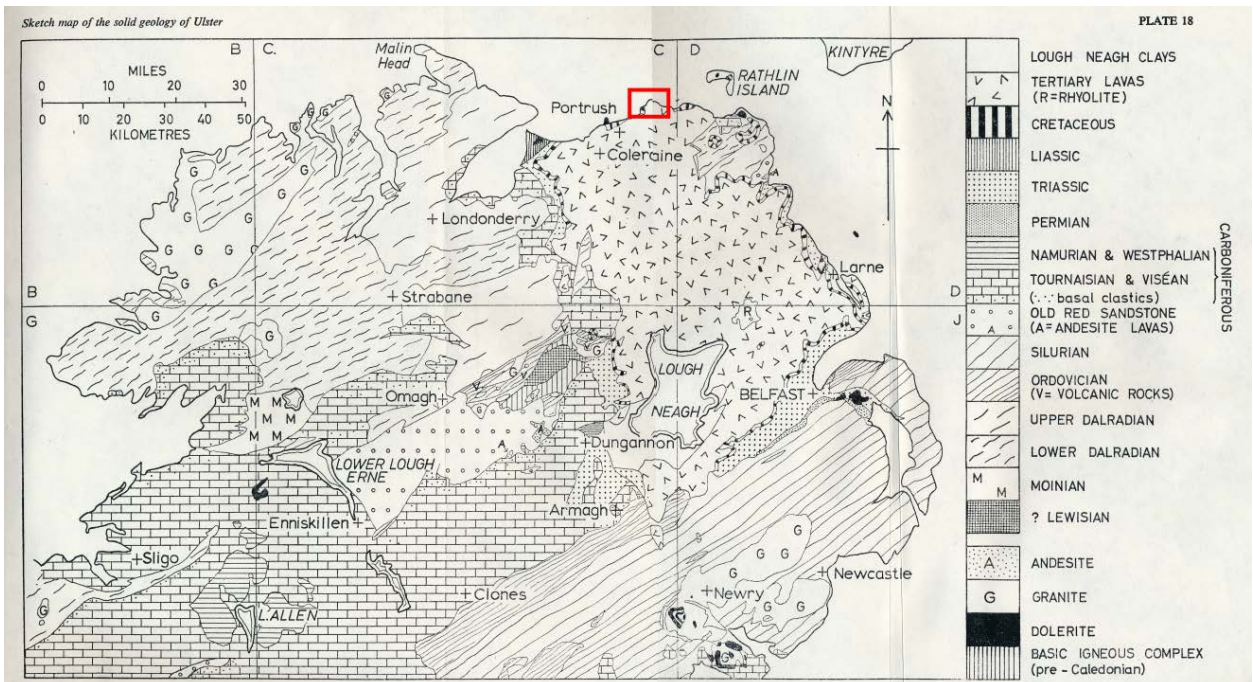 Sketch map of the solid geology of Ulster
PLATE 18
B C.
C D
Malin
Head
KINTYRE
RATHLIN
ISLAND
MILES
0 10 20 30
0 10 20 30 40 50
KILOMETRES
Portrush
N
+Coleraine
+Londonderry
Larne
B
G
+Strabane
D
J
R
LOUGH
NEAGH
BELFAST+
Omagh+
+Dungannon
LOWER LOUGH
ERNE
Armagh+
Enniskillen+
+Sligo
+Clones
+Newry
+Newcastle
L.ALLEN
G
G
G
G
G
G
G
G
G
G
G
G
G
G
M M
M M
M M
A
A
G
G
G V
G
G
G G
G
G G
G
LOUGH NEAGH CLAYS
TERTIARY LAVAS
(R=RHYOLITE)
CRETACEOUS
LIASSIC
TRIASSIC
PERMIAN
NAMURIAN & WESTPHALIAN
TOURNAISIAN & VISÉAN
(∵∴ basal clastics)
CARBONIFEROUS
OLD RED SANDSTONE
(A=ANDESITE LAVAS)
A
SILURIAN
ORDOVICIAN
(V= VOLCANIC ROCKS)
UPPER DALRADIAN
LOWER DALRADIAN
M
M
MOINIAN
? LEWISIAN
A
ANDESITE
G
GRANITE
DOLERITE
BASIC IGNEOUS COMPLEX
(pre - Caledonian)